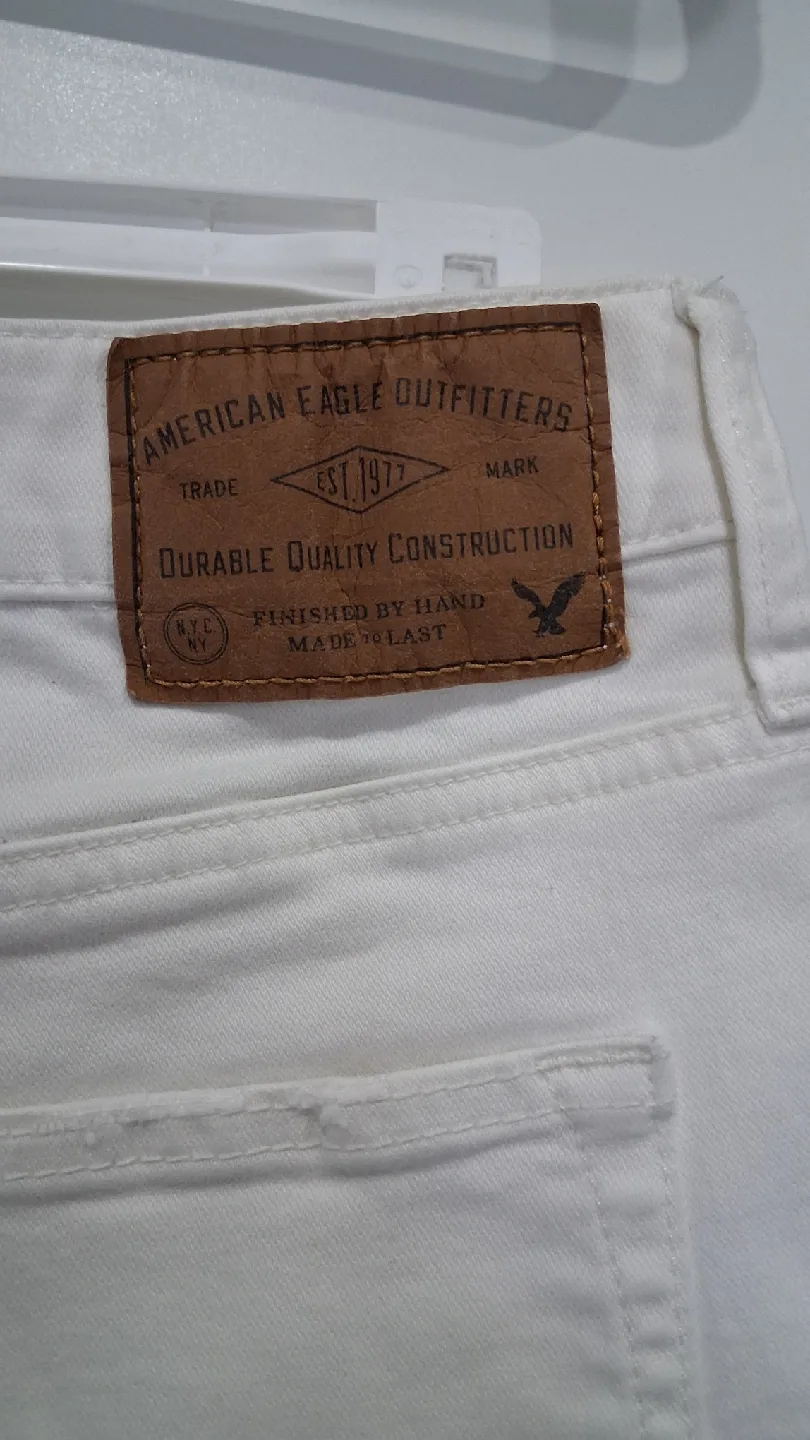 AMERICAN EAGLE OUTFITTERS
TRADE EST. 1977 MARK
DURABLE QUALITY CONSTRUCTION
N.Y.C. NY
FINISHED BY HAND
MADE TO LAST